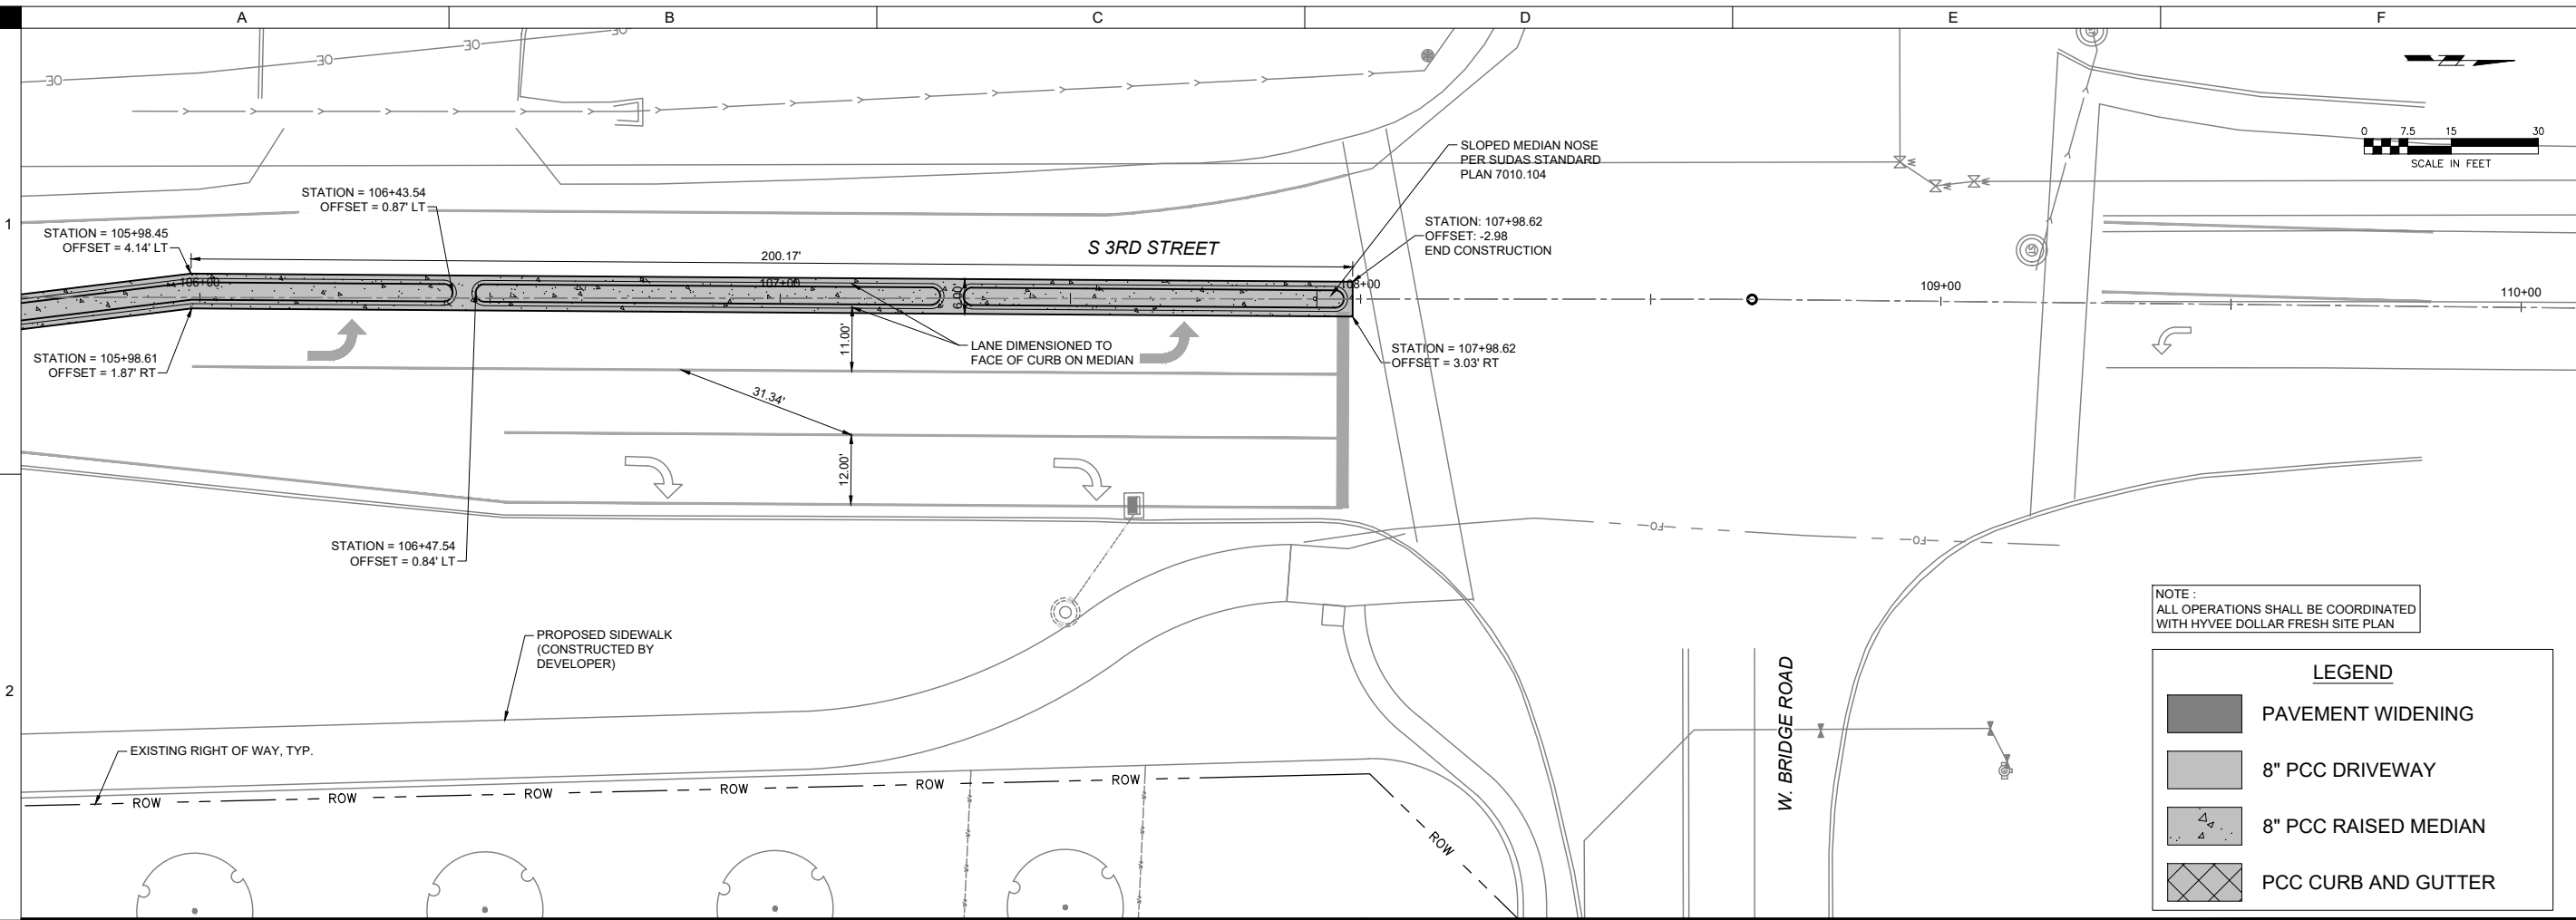 A
B
C
D
E
F
OE
OE
OE
OE
1
0 7.5 15 30
SCALE IN FEET
SLOPED MEDIAN NOSE
PER SUDAS STANDARD
PLAN 7010.104
STATION = 106+43.54
OFFSET = 0.87' LT
STATION = 105+98.45
OFFSET = 4.14' LT
S 3RD STREET
STATION: 107+98.62
OFFSET: -2.98
END CONSTRUCTION
200.17'
106+00
107+00
108+00
109+00
110+00
6.00'
11.00'
LANE DIMENSIONED TO
FACE OF CURB ON MEDIAN
STATION = 105+98.61
OFFSET = 1.87' RT
STATION = 107+98.62
OFFSET = 3.03' RT
31.34'
12.00'
FO
FO
STATION = 106+47.54
OFFSET = 0.84' LT
PROPOSED SIDEWALK
(CONSTRUCTED BY
DEVELOPER)
2
EXISTING RIGHT OF WAY, TYP.
ROW
ROW
ROW
ROW
ROW
ROW
ROW
W. BRIDGE ROAD
NOTE :
ALL OPERATIONS SHALL BE COORDINATED
WITH HYVEE DOLLAR FRESH SITE PLAN
LEGEND
PAVEMENT WIDENING
8" PCC DRIVEWAY
8" PCC RAISED MEDIAN
PCC CURB AND GUTTER